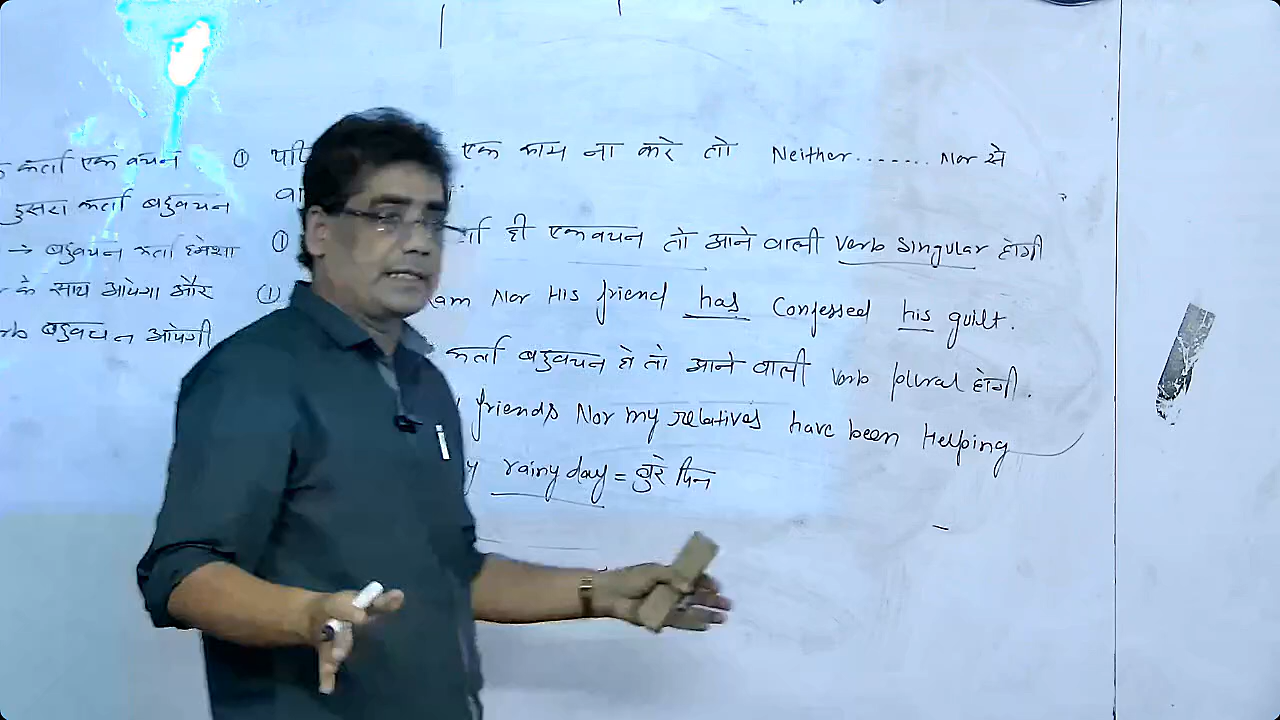 कर्ता एक वचन
दुसरा कर्ता बहुवचन
→ बहुवचन कर्ता हमेशा
के साथ आयेगा और
बहुवचन आयेगी
① एक काम ना करे तो Neither........ Nor से
① ही एकवचन तो आने वाली verb singular होगी
① Nor His friend has Confessed his guilt.
कर्ता बहुवचन हो तो आने वाली verb plural होगी.
friends Nor my relatives have been Helping
rainy day = बुरे दिन